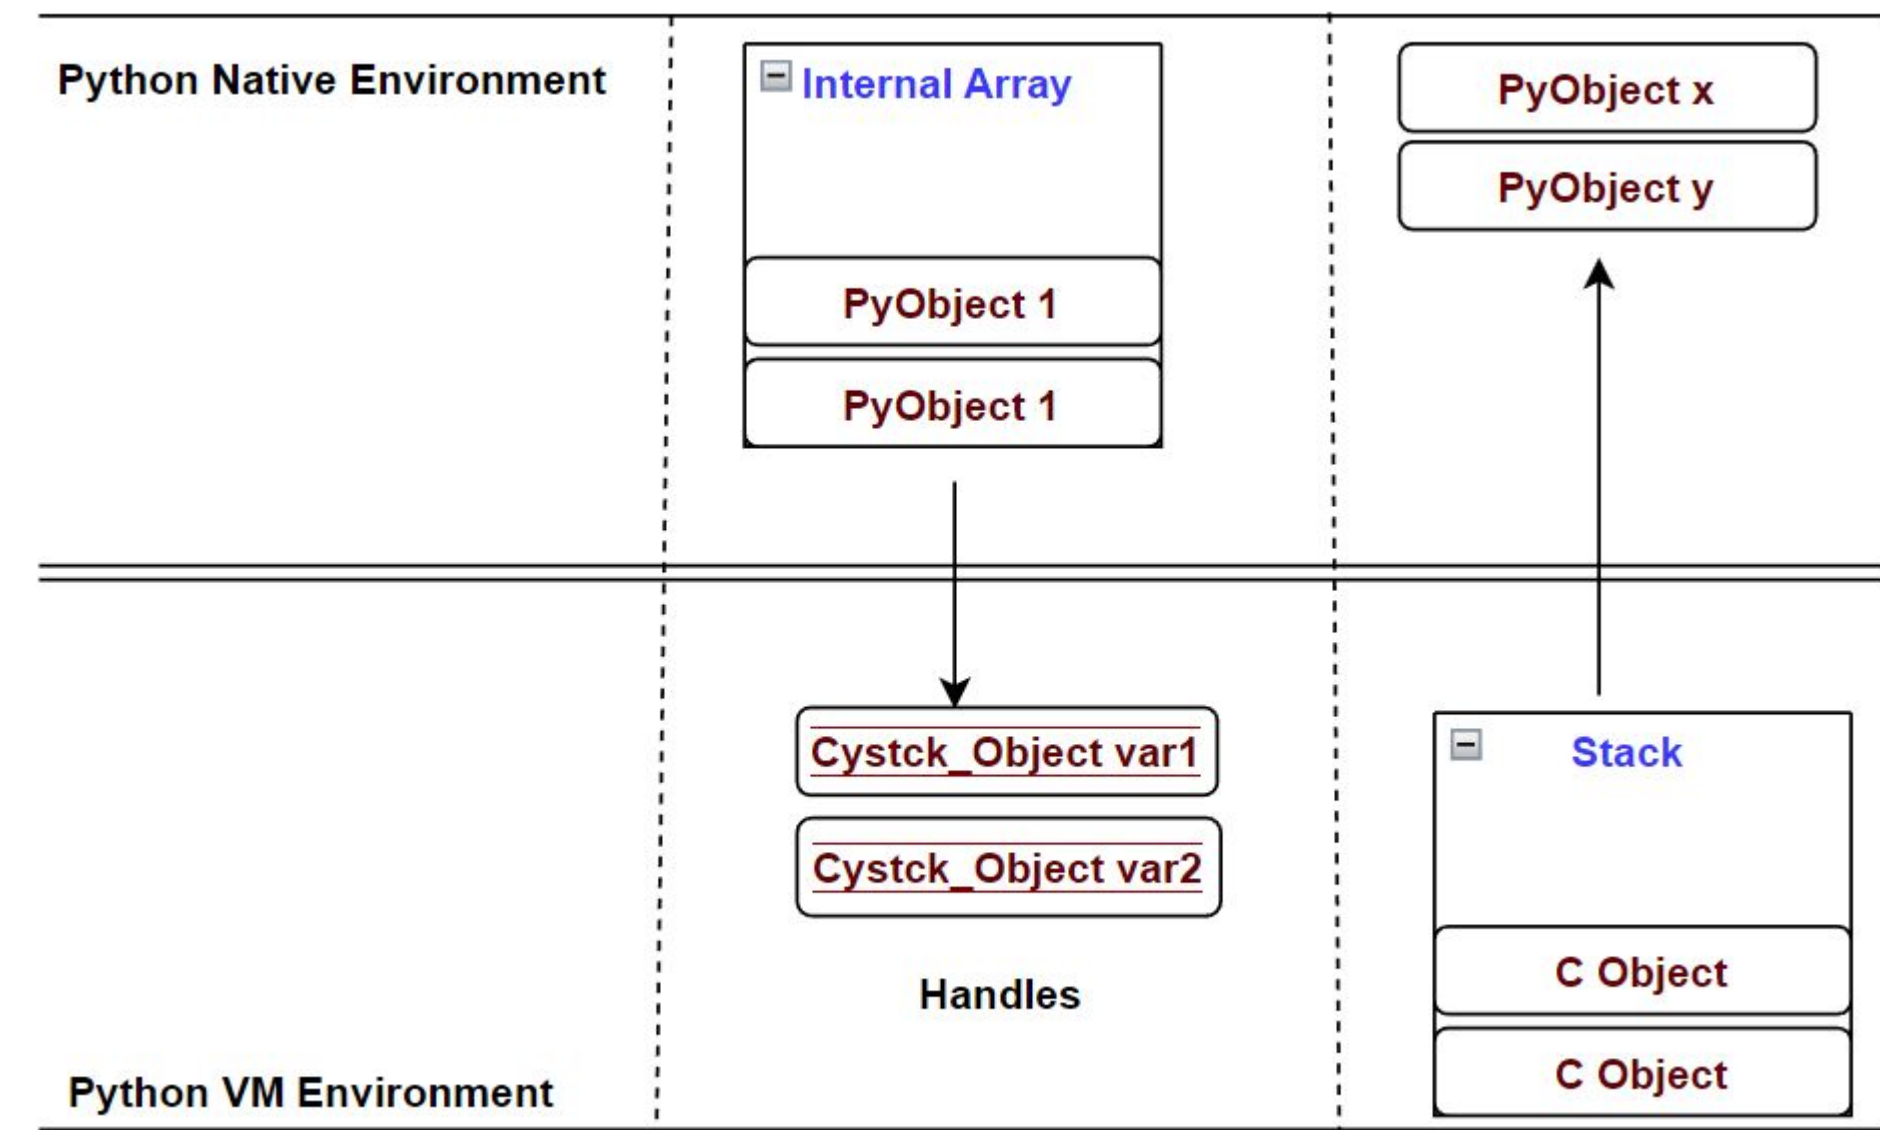 Python Native Environment
Internal Array
PyObject 1
PyObject 1
PyObject x
PyObject y
Cystck_Object var1
Cystck_Object var2
Handles
Stack
C Object
C Object
Python VM Environment